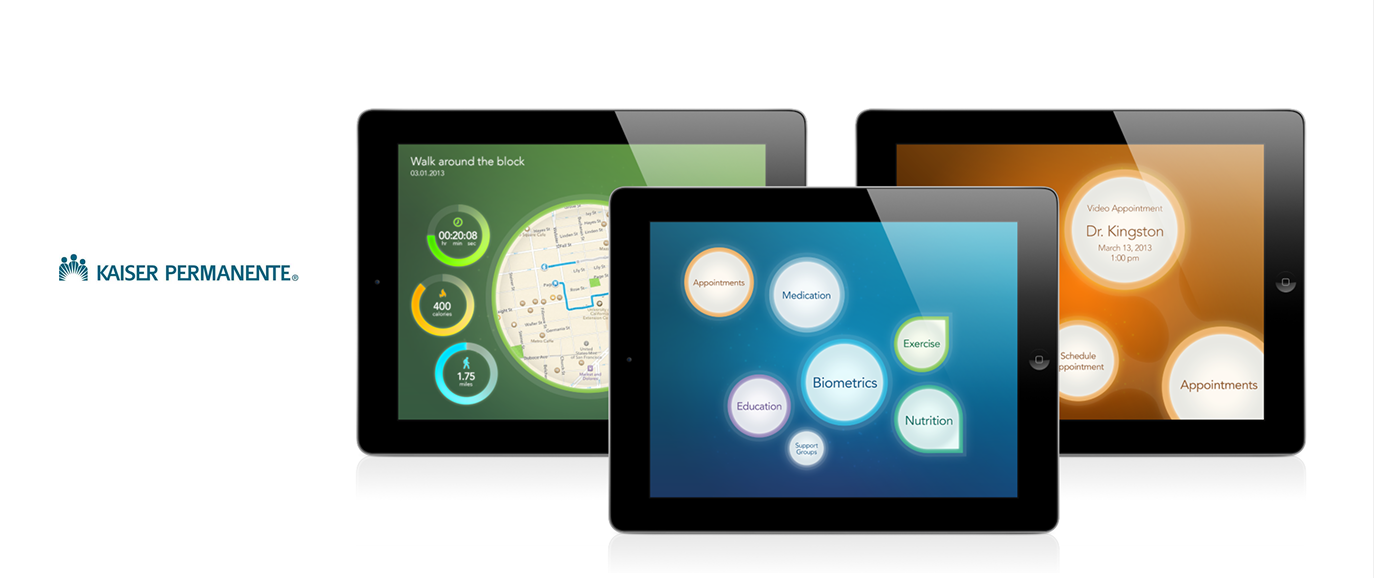 KAISER PERMANENTE®
Walk around the block
03.01.2013
00:20:08
hr min sec
400
calories
1.75
miles
Appointments
Medication
Exercise
Biometrics
Education
Nutrition
Support
Groups
Video Appointment
Dr. Kingston
March 13, 2013
1:00 pm
Schedule
ppointment
Appointments